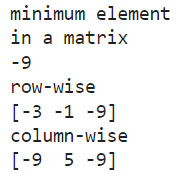 minimum element
in a matrix
-9
row-wise
[-3 -1 -9]
column-wise
[-9  5 -9]